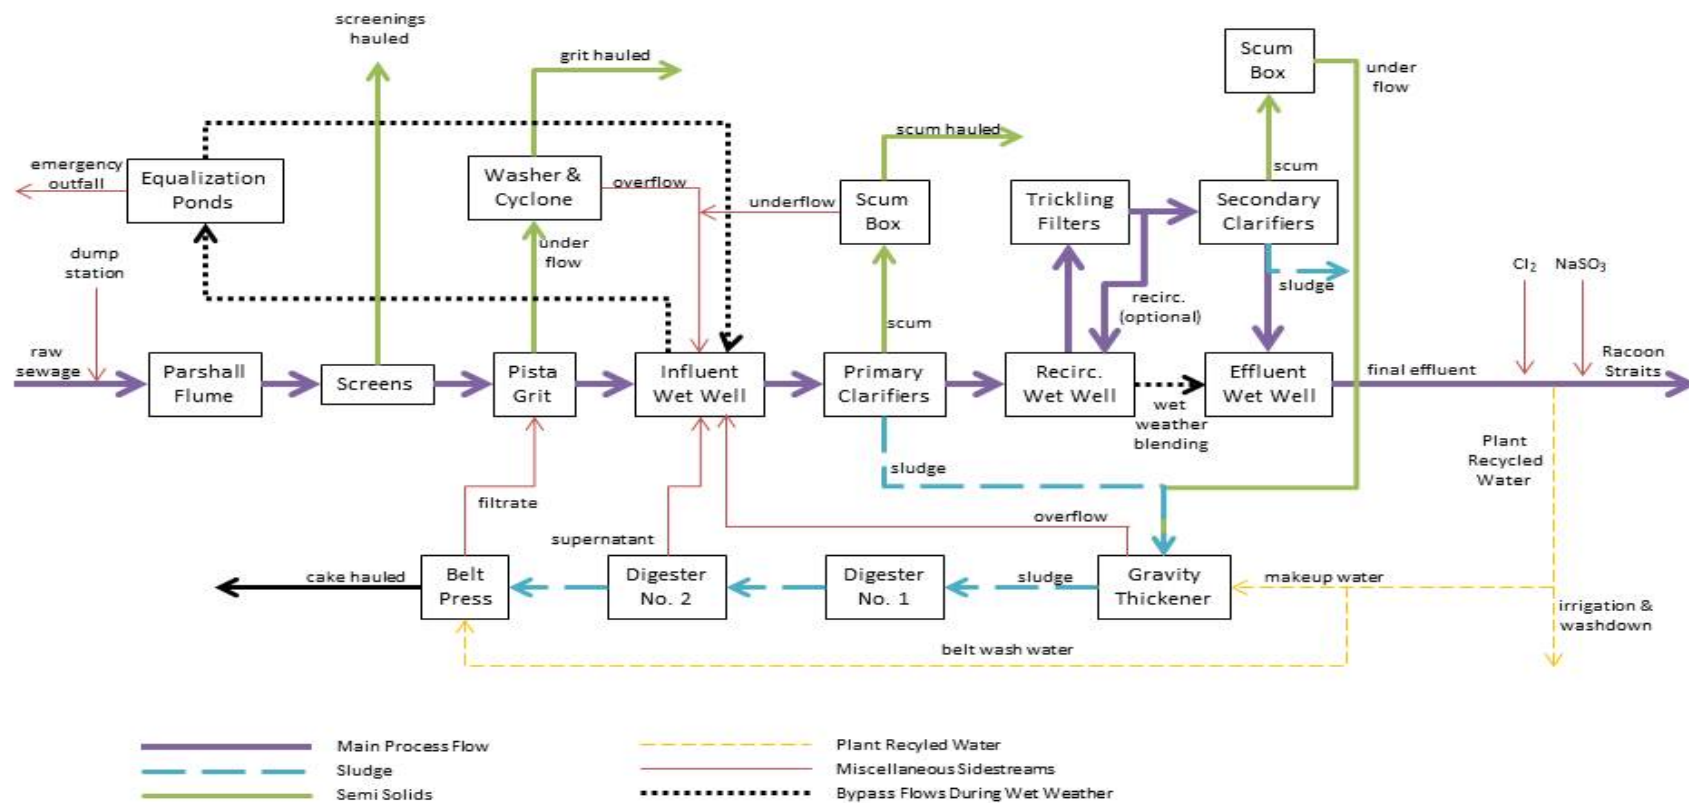 screenings
hauled
grit hauled
Scum
Box
under
flow
scum hauled
emergency
outfall
Equalization
Ponds
Washer &
Cyclone
overflow
underflow
Scum
Box
Trickling
Filters
scum
Secondary
Clarifiers
dump
station
under
flow
recirc.
(optional)
sludge
Cl2
NaSO3
scum
raw
sewage
Parshall
Flume
Screens
Pista
Grit
Influent
Wet Well
Primary
Clarifiers
Recirc.
Wet Well
wet
weather
blending
Effluent
Wet Well
final effluent
Racoon
Straits
sludge
Plant
Recycled
Water
filtrate
supernatant
overflow
cake hauled
Belt
Press
Digester
No. 2
Digester
No. 1
sludge
Gravity
Thickener
makeup water
irrigation &
washdown
belt wash water
Main Process Flow
Sludge
Semi Solids
Plant Recyled Water
Miscellaneous Sidestreams
Bypass Flows During Wet Weather